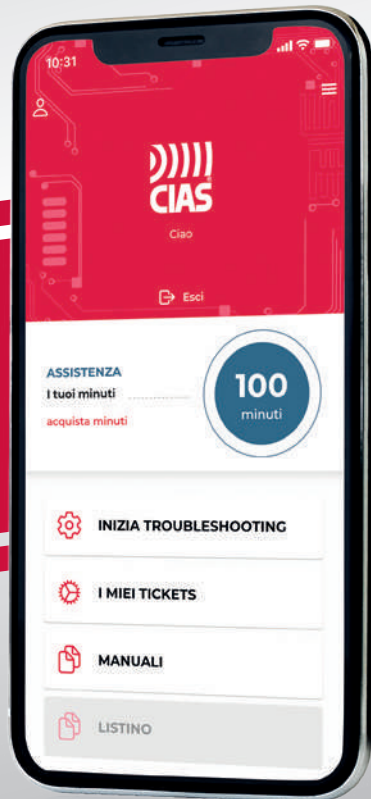 10:31
CIAS
Ciao
Esci
ASSISTENZA
I tuoi minuti
acquista minuti
100
minuti
INIZIA TROUBLESHOOTING
I MIEI TICKETS
MANUALI
LISTINO